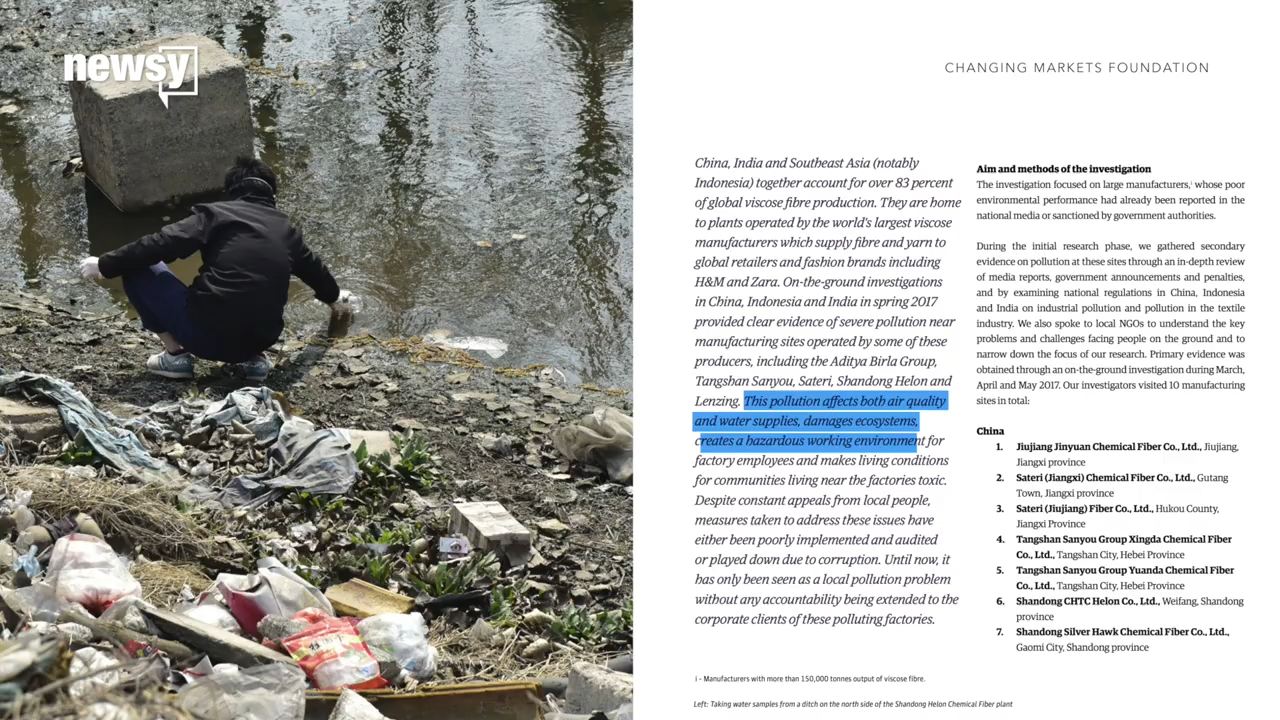 newsy
CHANGING MARKETS FOUNDATION
China, India and Southeast Asia (notably
Indonesia) together account for over 83 percent
of global viscose fibre production. They are home
to plants operated by the world's largest viscose
manufacturers which supply fibre and yarn to
global retailers and fashion brands including
H&M and Zara. On-the-ground investigations
in China, Indonesia and India in spring 2017
provided clear evidence of severe pollution near
manufacturing sites operated by some of these
producers, including the Aditya Birla Group,
Tangshan Sanyou, Sateri, Shandong Helon and
Lenzing. This pollution affects both air quality
and water supplies, damages ecosystems,
creates a hazardous working environment for
factory employees and makes living conditions
for communities living near the factories toxic.
Despite constant appeals from local people,
measures taken to address these issues have
either been poorly implemented and audited
or played down due to corruption. Until now, it
has only been seen as a local pollution problem
without any accountability being extended to the
corporate clients of these polluting factories.
Aim and methods of the investigation
The investigation focused on large manufacturers,i whose poor
environmental performance had already been reported in the
national media or sanctioned by government authorities.
During the initial research phase, we gathered secondary
evidence on pollution at these sites through an in-depth review
of media reports, government announcements and penalties,
and by examining national regulations in China, Indonesia
and India on industrial pollution and pollution in the textile
industry. We also spoke to local NGOs to understand the key
problems and challenges facing people on the ground and to
narrow down the focus of our research. Primary evidence was
obtained through an on-the-ground investigation during March,
April and May 2017. Our investigators visited 10 manufacturing
sites in total:
China
1. Jiujiang Jinyuan Chemical Fiber Co., Ltd., Jiujiang,
Jiangxi province
2. Sateri (Jiangxi) Chemical Fiber Co., Ltd., Gutang
Town, Jiangxi province
3. Sateri (Jiujiang) Fiber Co., Ltd., Hukou County,
Jiangxi Province
4. Tangshan Sanyou Group Xingda Chemical Fiber
Co., Ltd., Tangshan City, Hebei Province
5. Tangshan Sanyou Group Yuanda Chemical Fiber
Co., Ltd., Tangshan City, Hebei Province
6. Shandong CHTC Helon Co., Ltd., Weifang, Shandong
province
7. Shandong Silver Hawk Chemical Fiber Co., Ltd.,
Gaomi City, Shandong province
i - Manufacturers with more than 150,000 tonnes output of viscose fibre.
Left: Taking water samples from a ditch on the north side of the Shandong Helon Chemical Fiber plant